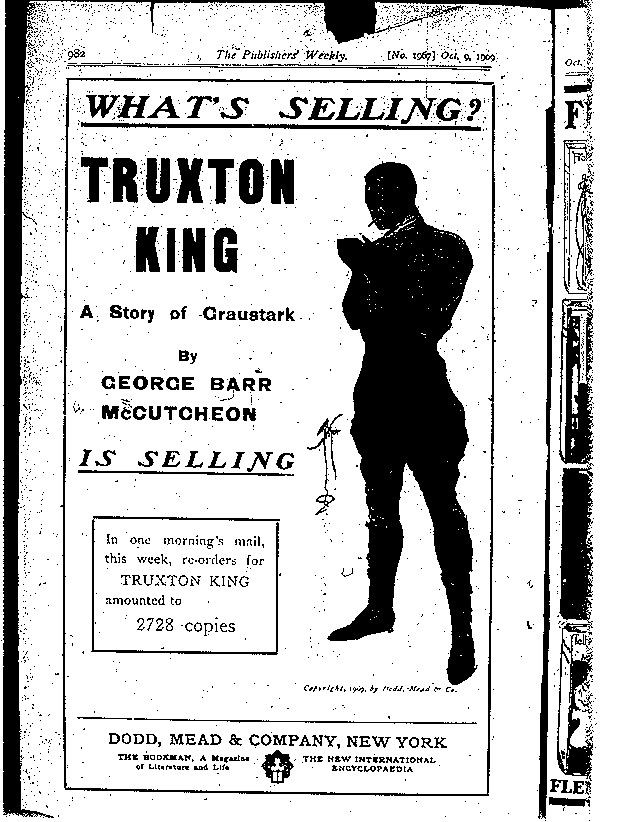 982 The Publishers' Weekly. [No. 1967] Oct. 9, 1909
WHAT'S SELLING?
TRUXTON
KING
A Story of Graustark
By
GEORGE BARR
McCUTCHEON
IS SELLING
In one morning's mail,
this week, re-orders for
TRUXTON KING
amounted to
2728 copies
Copyright, 1909, by Dodd, Mead & Co.
DODD, MEAD & COMPANY, NEW YORK
THE BOOKMAN, A Magazine
of Literature and Life
THE NEW INTERNATIONAL
ENCYCLOPAEDIA
Oct.
F
FLE